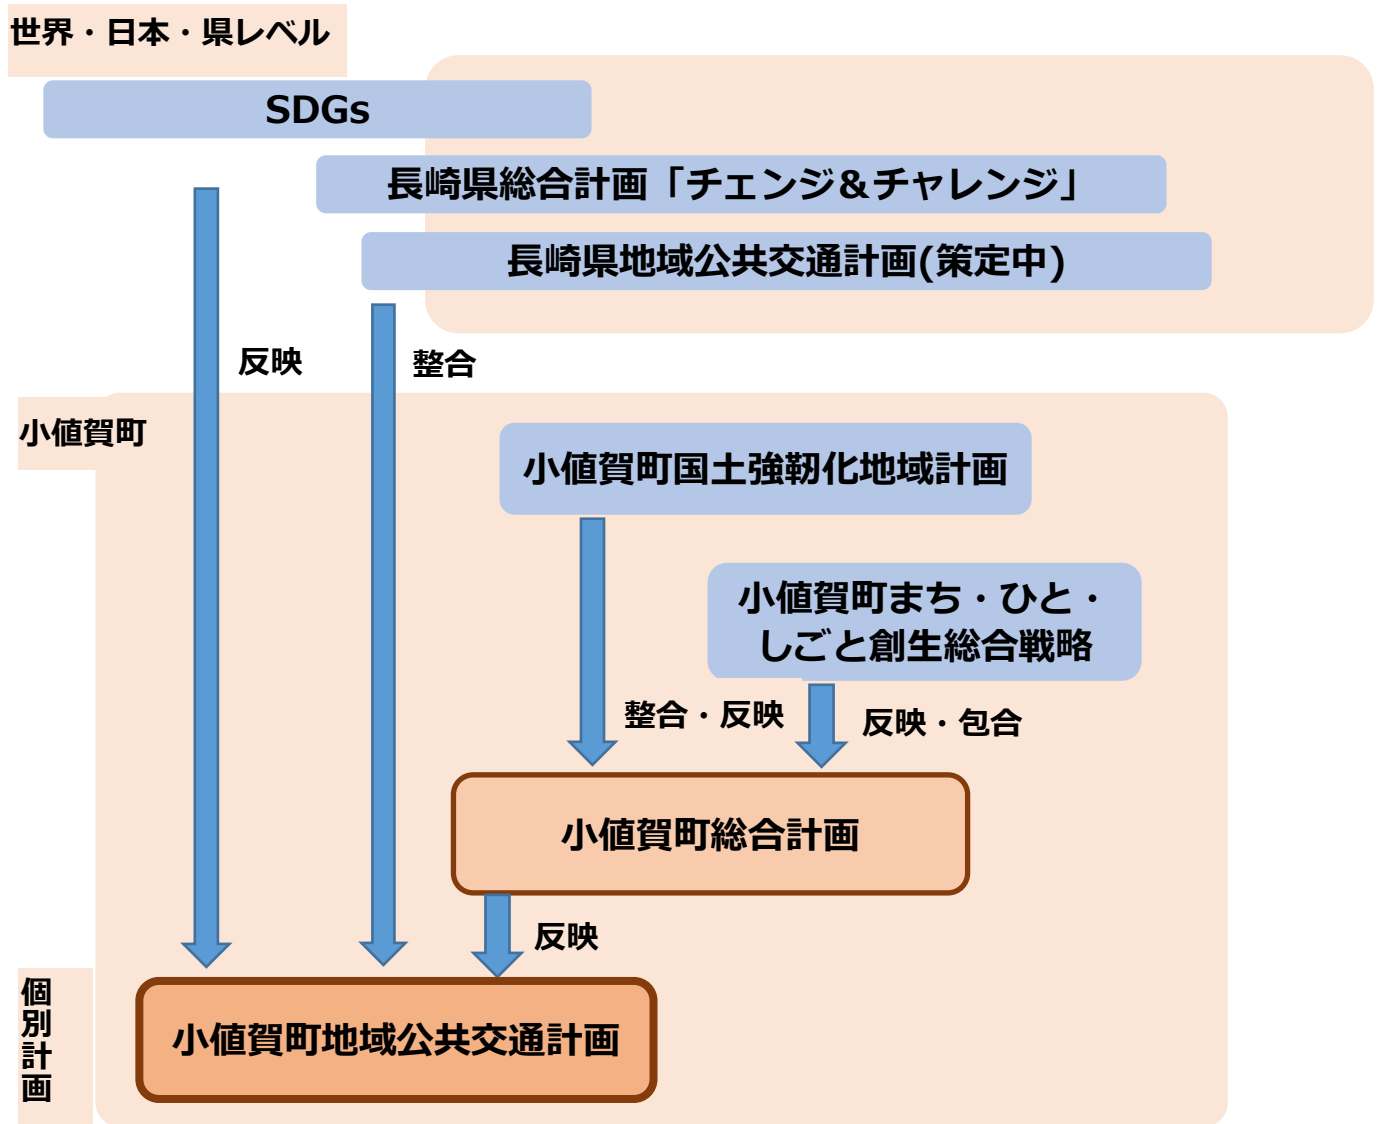 世界・日本・県レベル
SDGs
長崎県総合計画「チェンジ＆チャレンジ」
長崎県地域公共交通計画(策定中)
反映
整合
小値賀町
小値賀町国土強靭化地域計画
小値賀町まち・ひと・
しごと創生総合戦略
整合・反映
反映・包合
小値賀町総合計画
反映
個別計画
小値賀町地域公共交通計画